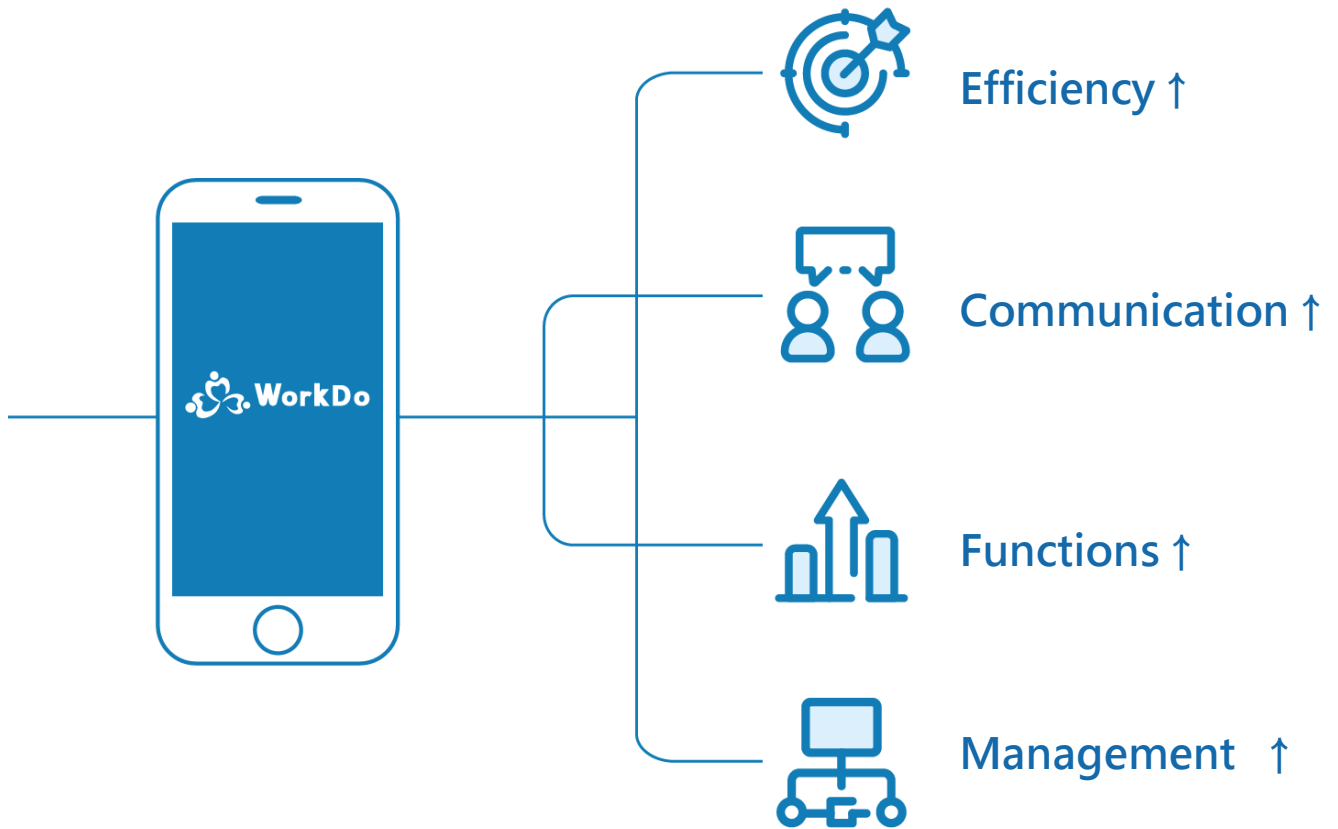 WorkDo
Efficiency ↑
Communication ↑
Functions ↑
Management ↑